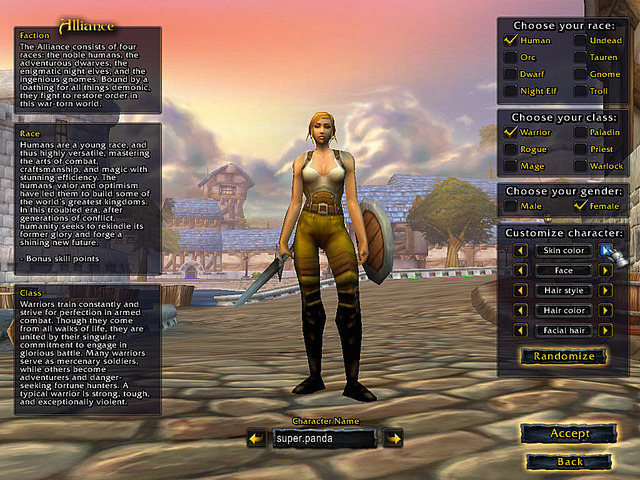 Alliance
Faction
The Alliance consists of four
races: the noble humans, the
adventurous dwarves, the
enigmatic night elves, and the
ingenious gnomes. Bound by a
loathing for all things demonic,
they fight to restore order in
this war-torn world.
Race
Humans are a young race, and
thus highly versatile, mastering
the arts of combat,
craftsmanship, and magic with
stunning efficiency. The
humans' valor and optimism
have led them to build some of
the world's greatest kingdoms.
In this troubled era, after
generations of conflict,
humanity seeks to rekindle its
former glory and forge a
shining new future.
- Bonus skill points
Class
Warriors train constantly and
strive for perfection in armed
combat. Though they come
from all walks of life, they are
united by their singular
commitment to engage in
glorious battle. Many warriors
serve as mercenary soldiers,
while others become
adventurers and danger-
seeking fortune hunters. A
typical warrior is strong, tough,
and exceptionally violent.
Choose your race:
Human Undead
Orc Tauren
Dwarf Gnome
Night Elf Troll
Choose your class:
Warrior Paladin
Rogue Priest
Mage Warlock
Choose your gender:
Male Female
Customize character:
Skin color
Face
Hair style
Hair color
Facial hair
Randomize
Character Name
super.panda
Accept
Back